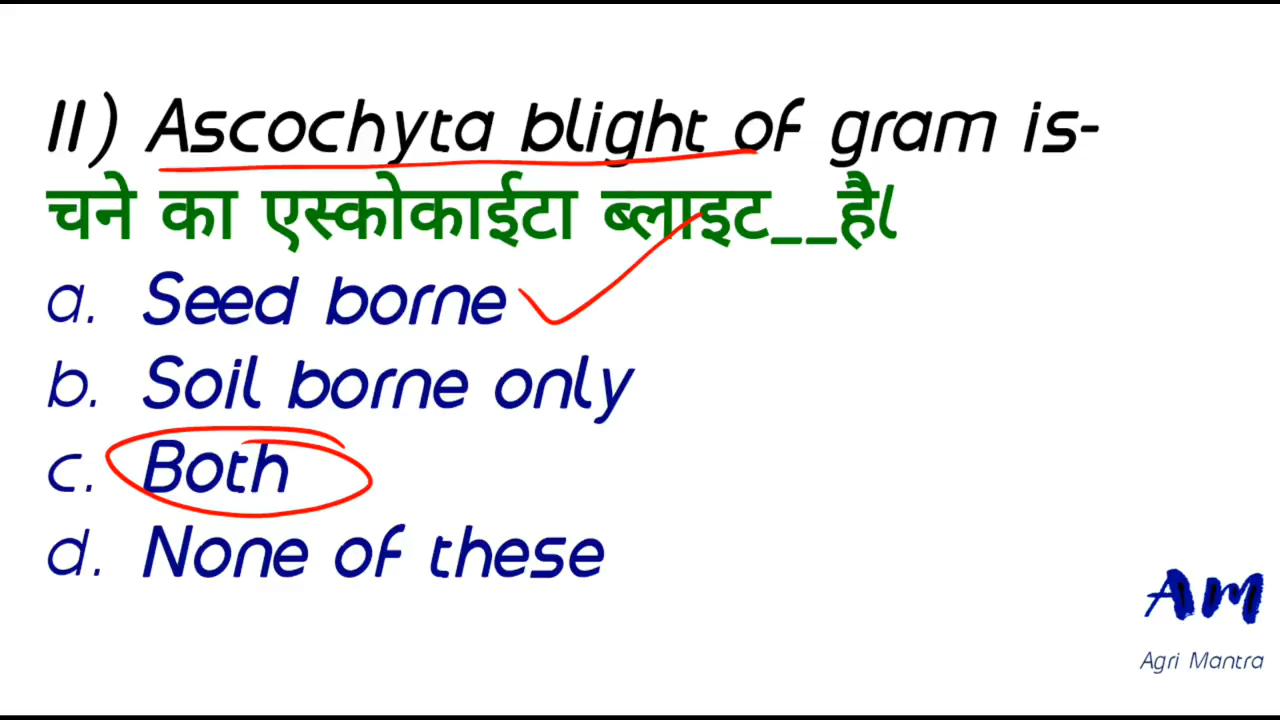 11) Ascochyta blight of gram is-
चने का एस्कोकाईटा ब्लाइट__है।
a. Seed borne
b. Soil borne only
c. Both
d. None of these
AM
Agri Mantra